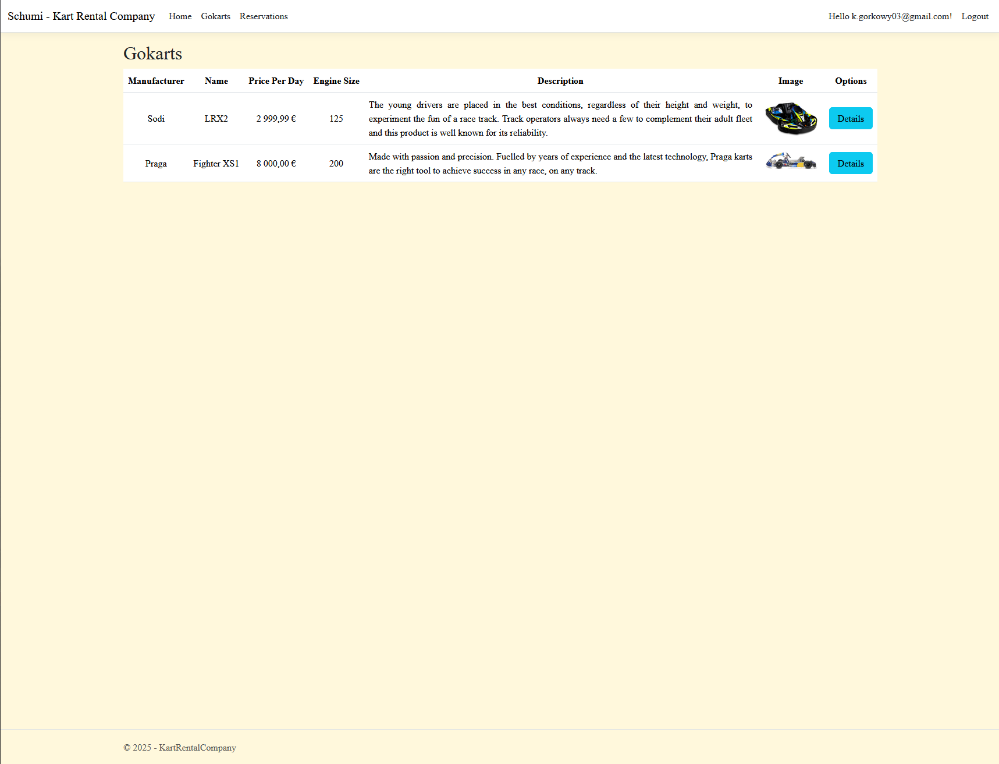 Schumi - Kart Rental Company Home Gokarts Reservations Hello k.gorkowy03@gmail.com! Logout
Gokarts
Manufacturer Name Price Per Day Engine Size Description Image Options
Sodi LRX2 2 999,99 € 125 The young drivers are placed in the best conditions, regardless of their height and weight, to
experiment the fun of a race track. Track operators always need a few to complement their adult fleet
and this product is well known for its reliability.
Details
Praga Fighter XS1 8 000,00 € 200 Made with passion and precision. Fuelled by years of experience and the latest technology, Praga karts
are the right tool to achieve success in any race, on any track.
Details
© 2025 - KartRentalCompany